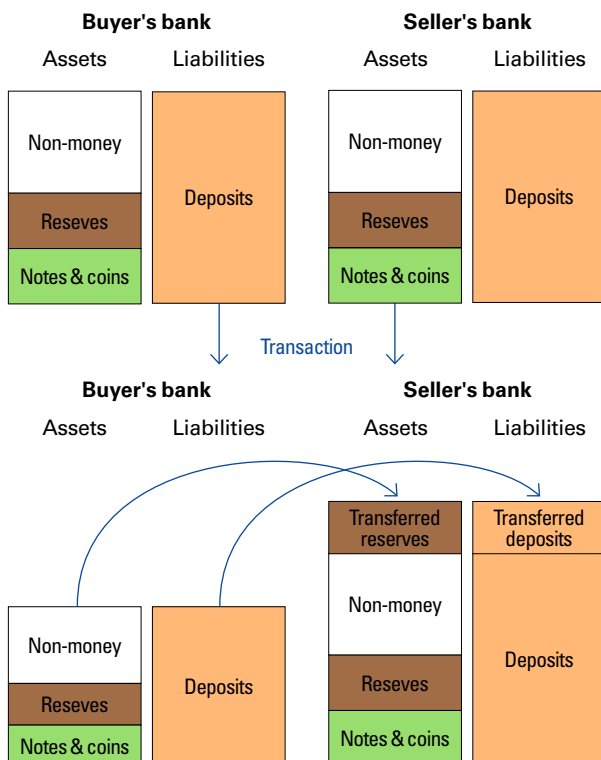 Buyer's bank
Seller's bank
Assets
Liabilities
Assets
Liabilities
Non-money
Reseves
Notes & coins
Deposits
Non-money
Reseves
Notes & coins
Deposits
Transaction
Buyer's bank
Seller's bank
Assets
Liabilities
Assets
Liabilities
Non-money
Reseves
Notes & coins
Deposits
Transferred
reserves
Non-money
Reseves
Notes & coins
Transferred
deposits
Deposits